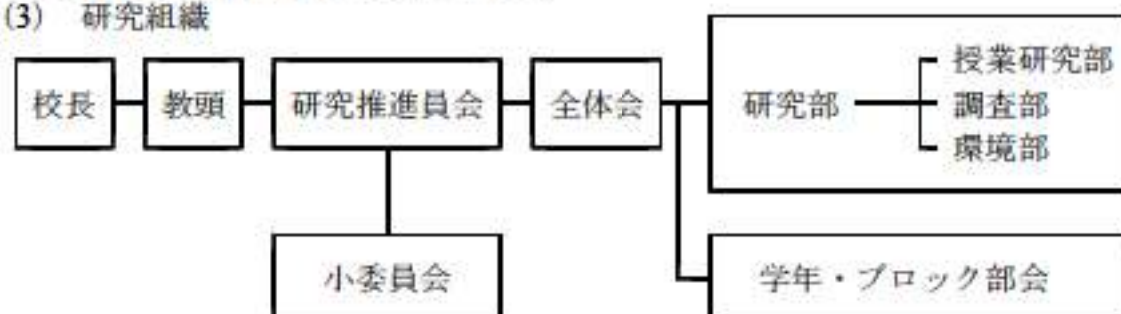 (3) 研究組織
校長
教頭
研究推進員会
全体会
研究部
授業研究部
調査部
環境部
小委員会
学年・ブロック部会